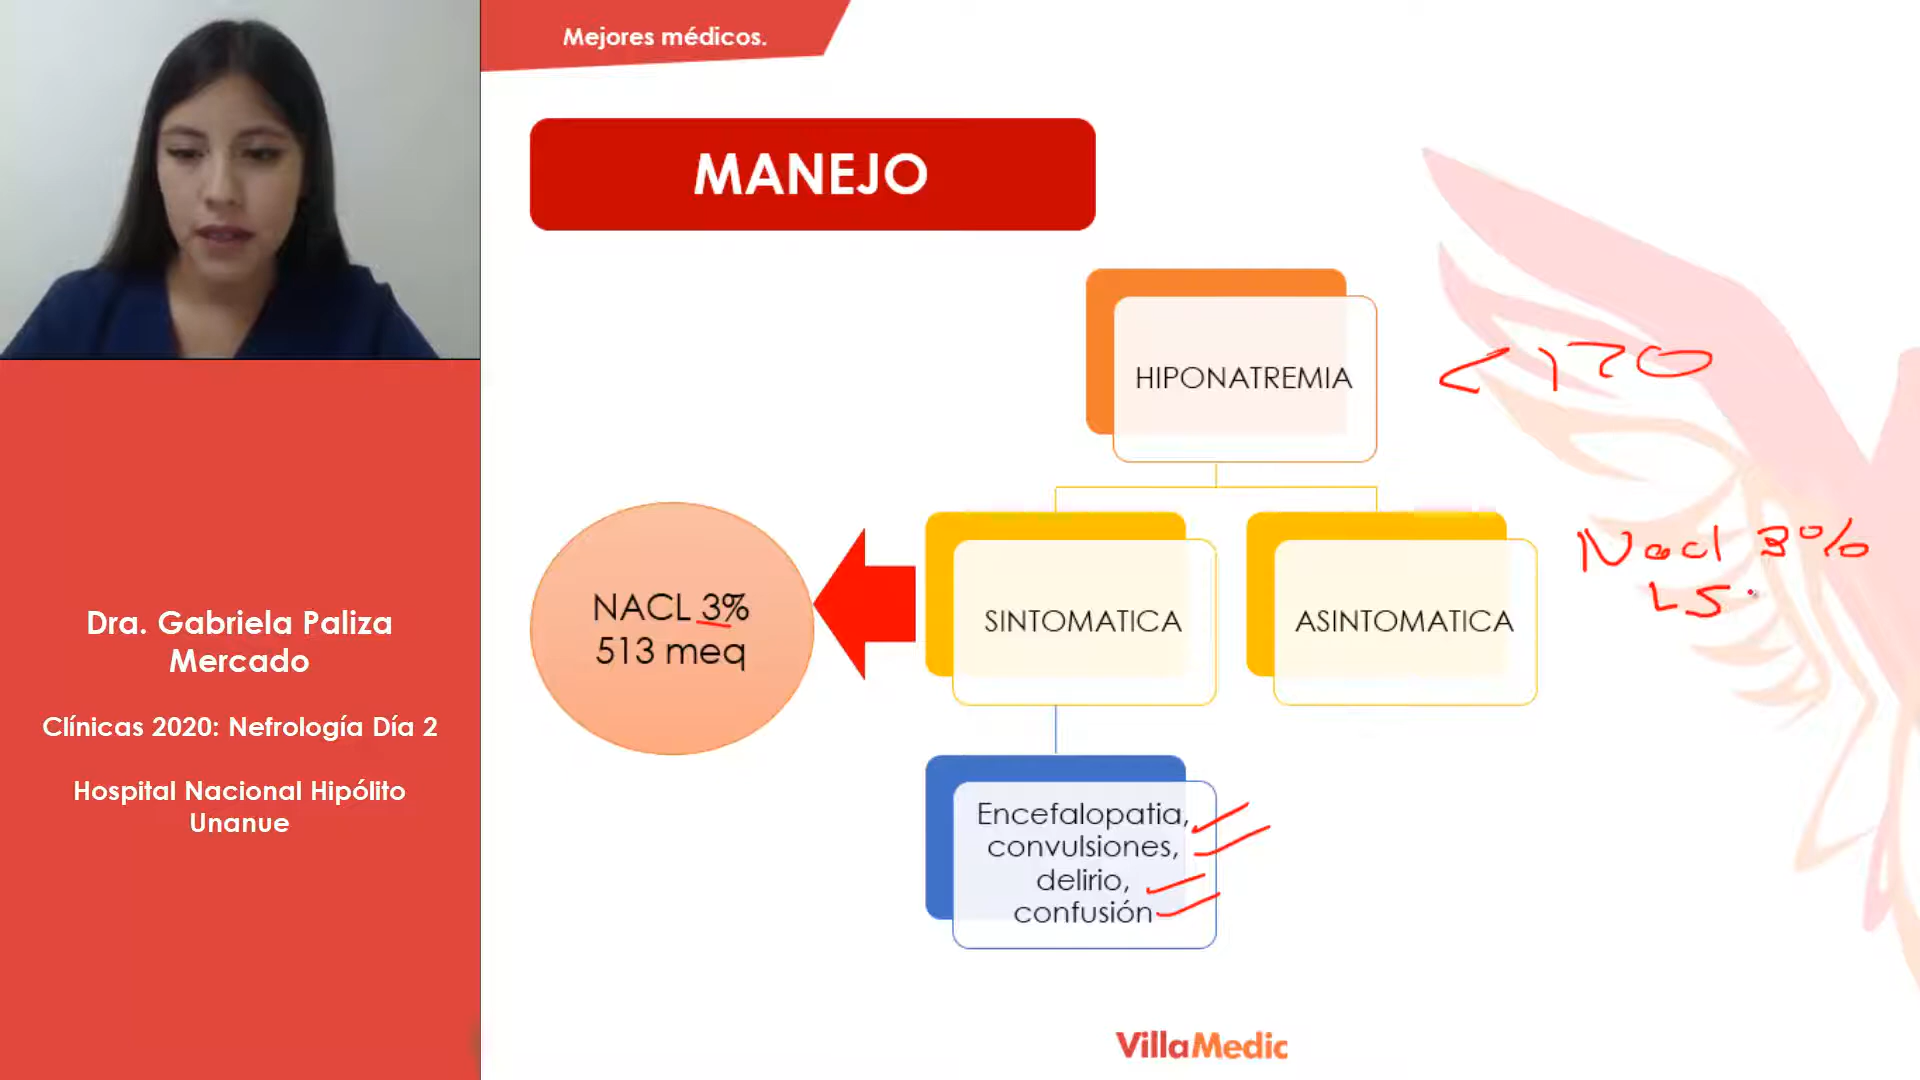 Mejores médicos.
MANEJO
HIPONATREMIA
< 120
NACL 3%
513 meq
SINTOMATICA
ASINTOMATICA
Nacl 3%
Encefalopatia,
convulsiones,
delirio,
confusión
Dra. Gabriela Paliza
Mercado
Clínicas 2020: Nefrología Día 2
Hospital Nacional Hipólito
Unanue
VillaMedic